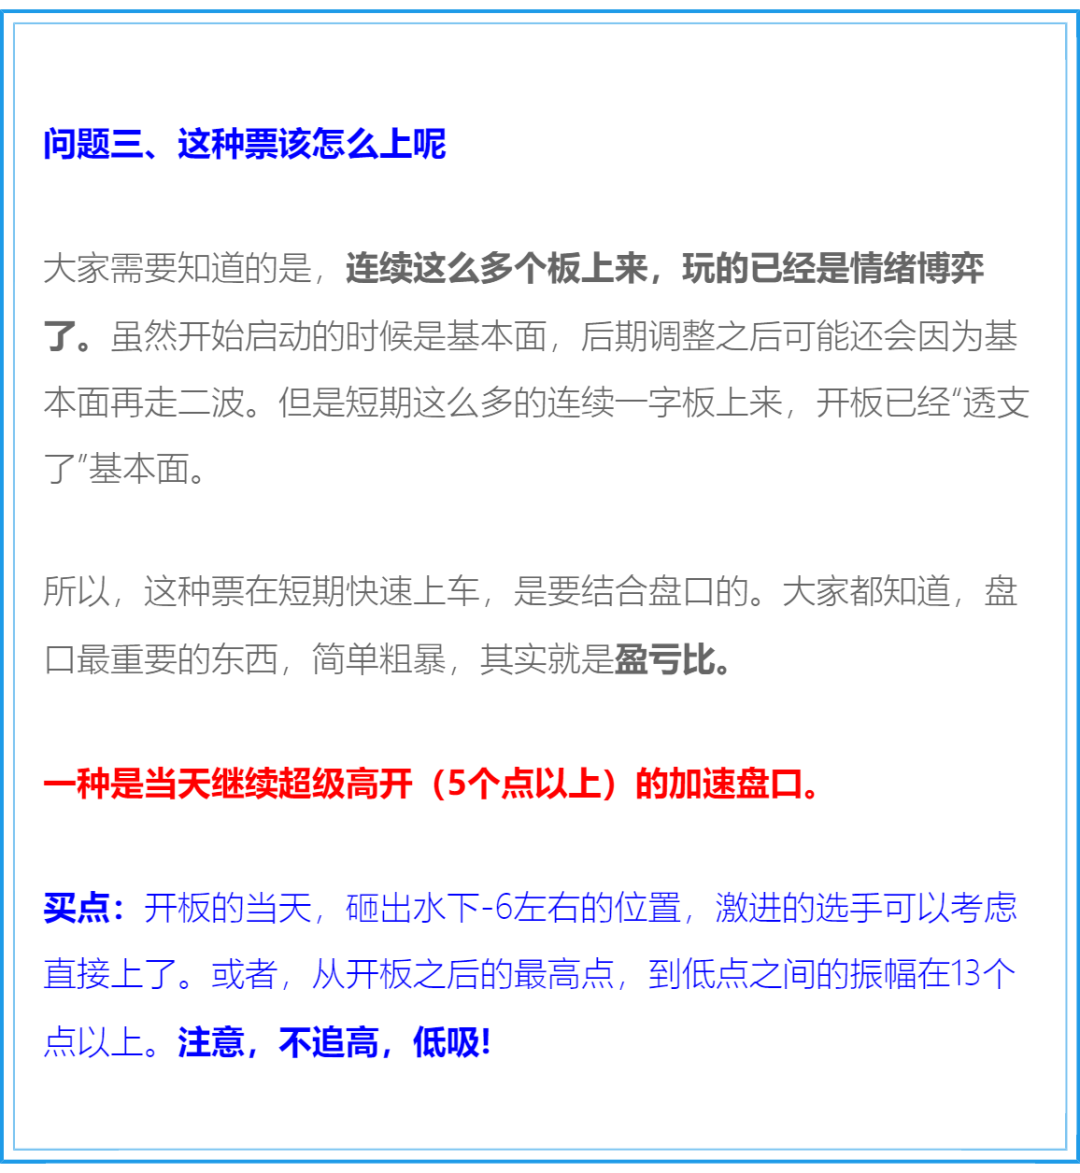 问题三、这种票该怎么上呢
大家需要知道的是，连续这么多个板上来，玩的已经是情绪博弈
了。虽然开始启动的时候是基本面，后期调整之后可能还会因为基
本面再走二波。但是短期这么多的连续一字板上来，开板已经“透支
了”基本面。
所以，这种票在短期快速上车，是要结合盘口的。大家都知道，盘
口最重要的东西，简单粗暴，其实就是盈亏比。
一种是当天继续超级高开（5个点以上）的加速盘口。
买点：开板的当天，砸出水下-6左右的位置，激进的选手可以考虑
直接上了。或者，从开板之后的最高点，到低点之间的振幅在13个
点以上。注意，不追高，低吸!